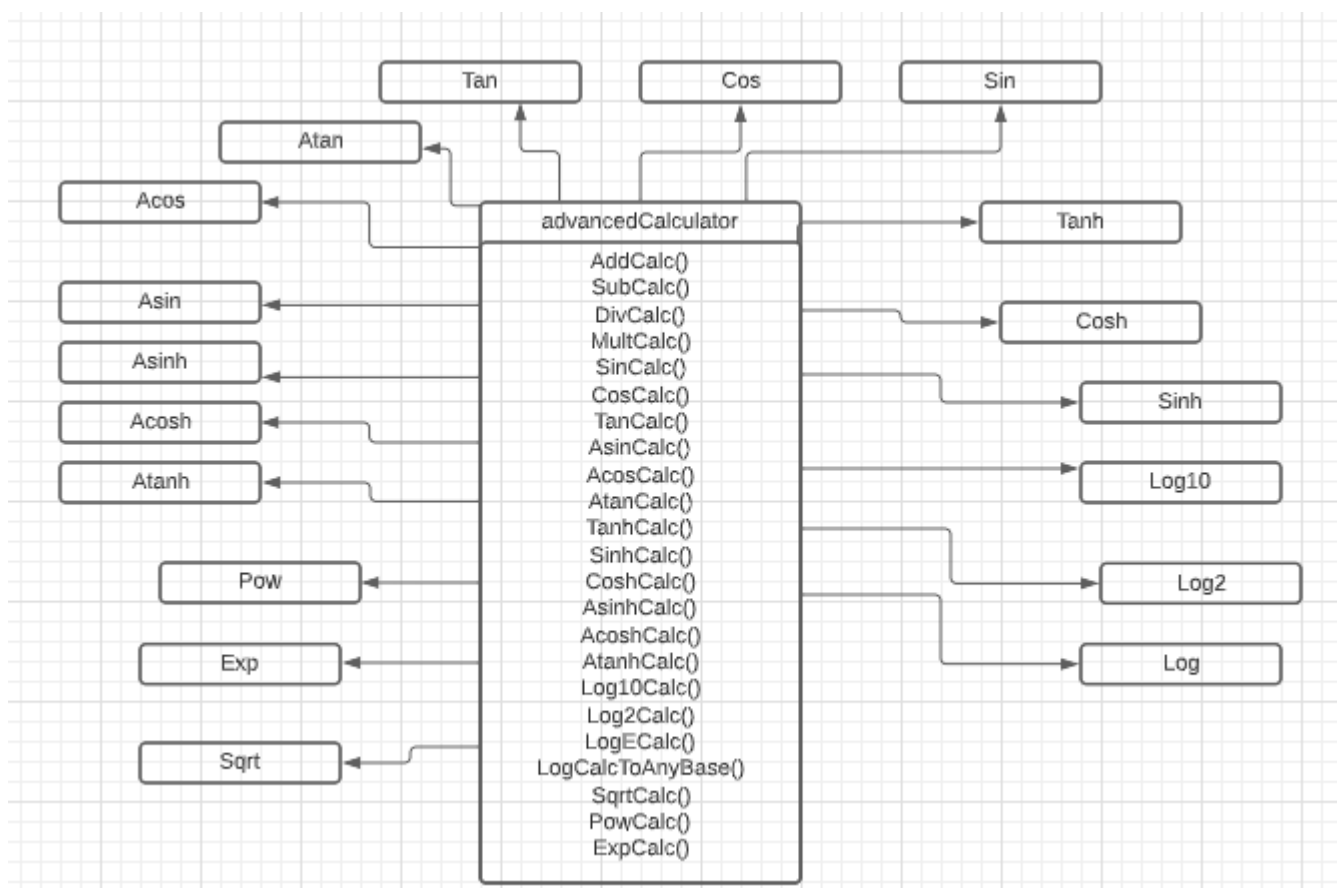 Tan
Cos
Sin
Atan
Acos
advancedCalculator
Tanh
AddCalc()
SubCalc()
DivCalc()
MultCalc()
SinCalc()
CosCalc()
TanCalc()
AsinCalc()
AcosCalc()
AtanCalc()
TanhCalc()
SinhCalc()
CoshCalc()
AsinhCalc()
AcoshCalc()
AtanhCalc()
Log10Calc()
Log2Calc()
LogECalc()
LogCalcToAnyBase()
SqrtCalc()
PowCalc()
ExpCalc()
Asin
Asinh
Acosh
Atanh
Pow
Exp
Sqrt
Cosh
Sinh
Log10
Log2
Log